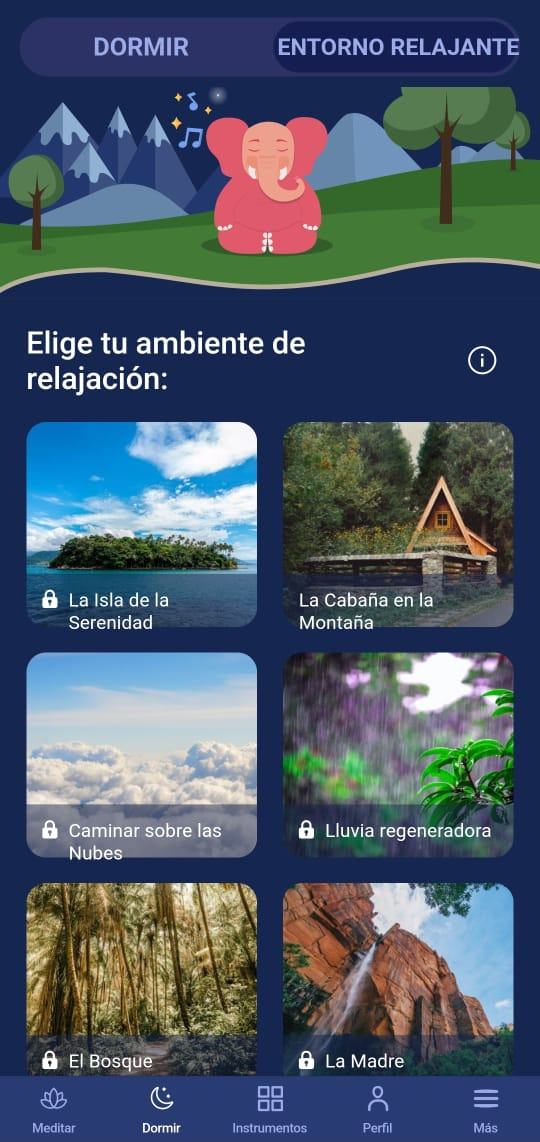 DORMIR
ENTORNO RELAJANTE
Elige tu ambiente de
relajación:
La Isla de la
Serenidad
La Cabaña en la
Montaña
Caminar sobre las
Nubes
Lluvia regeneradora
El Bosque
La Madre
Meditar
Dormir
Instrumentos
Perfil
Más